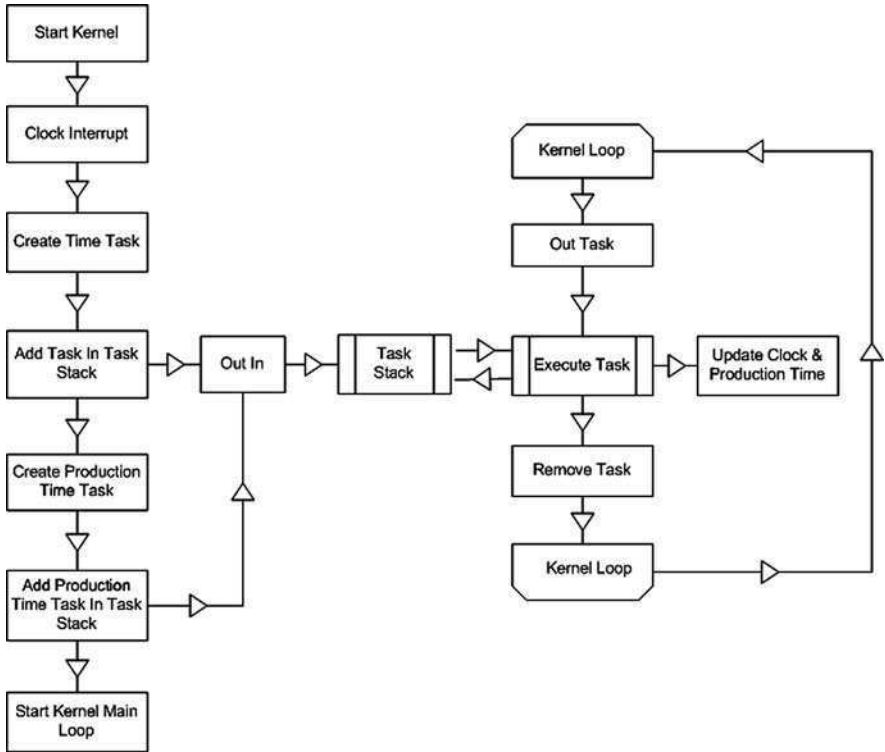 Start Kernel
Clock Interrupt
Create Time Task
Add Task In Task
Stack
Create Production
Time Task
Add Production
Time Task In Task
Stack
Start Kernel Main
Loop
Out In
Task
Stack
Kernel Loop
Out Task
Execute Task
Update Clock &
Production Time
Remove Task
Kernel Loop